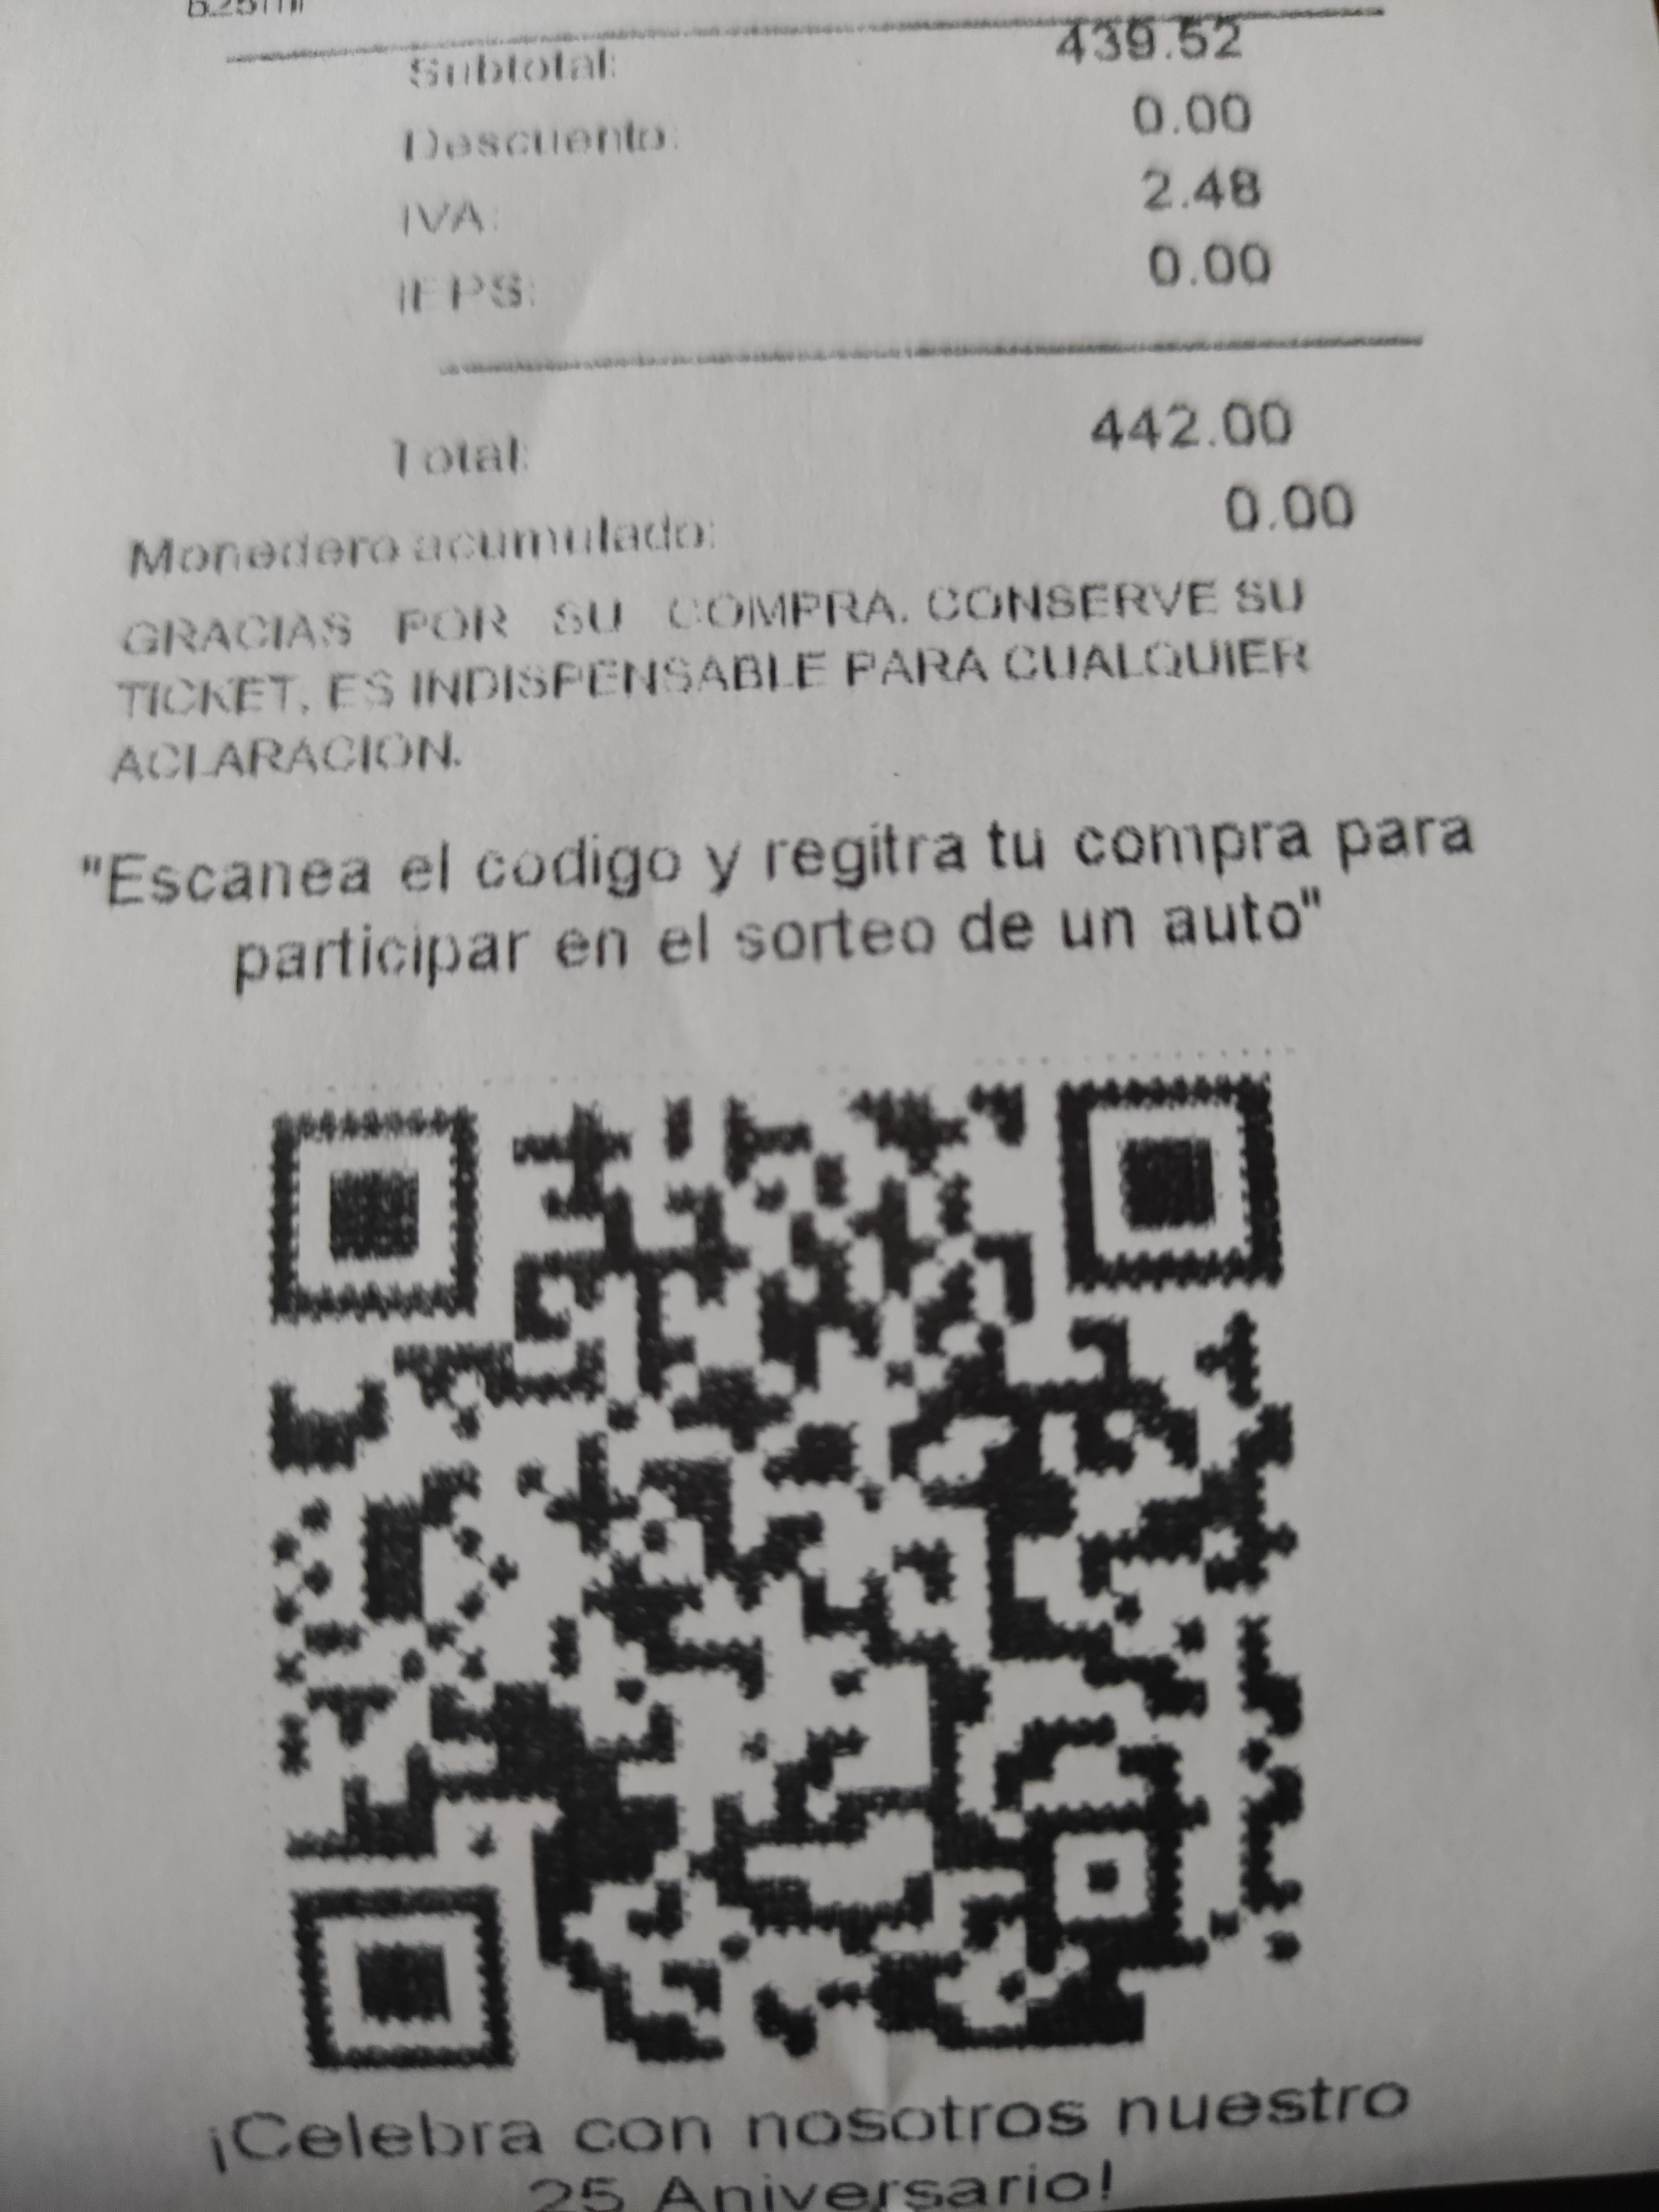 6.25ml
Subtotal: 439.52
Descuento: 0.00
IVA: 2.48
IEPS: 0.00
Total: 442.00
Monedero acumulado: 0.00
GRACIAS POR SU COMPRA. CONSERVE SU
TICKET, ES INDISPENSABLE PARA CUALQUIER
ACLARACION.
"Escanea el codigo y regitra tu compra para
participar en el sorteo de un auto"
¡Celebra con nosotros nuestro
25 Aniversario!